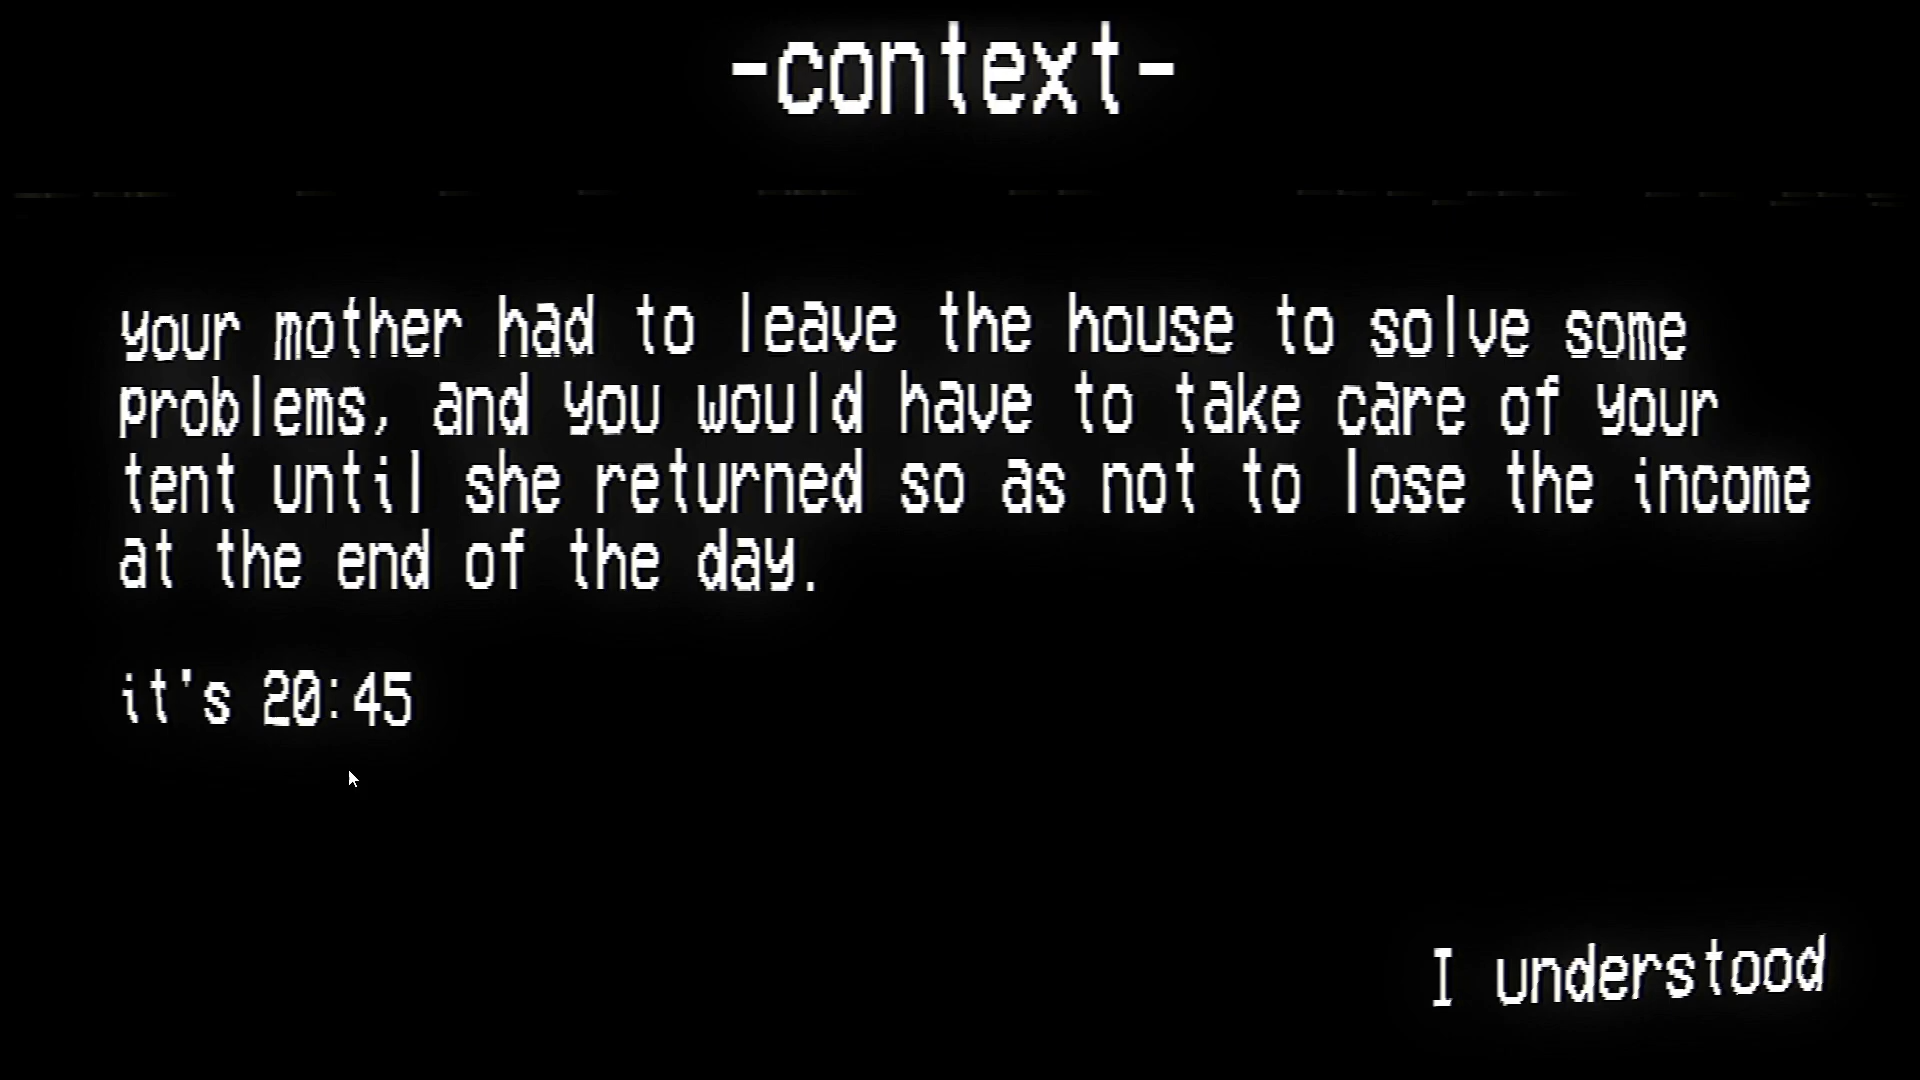 -context-
your mother had to leave the house to solve some
problems, and you would have to take care of your
tent until she returned so as not to lose the income
at the end of the day.
it's 20:45
I understood